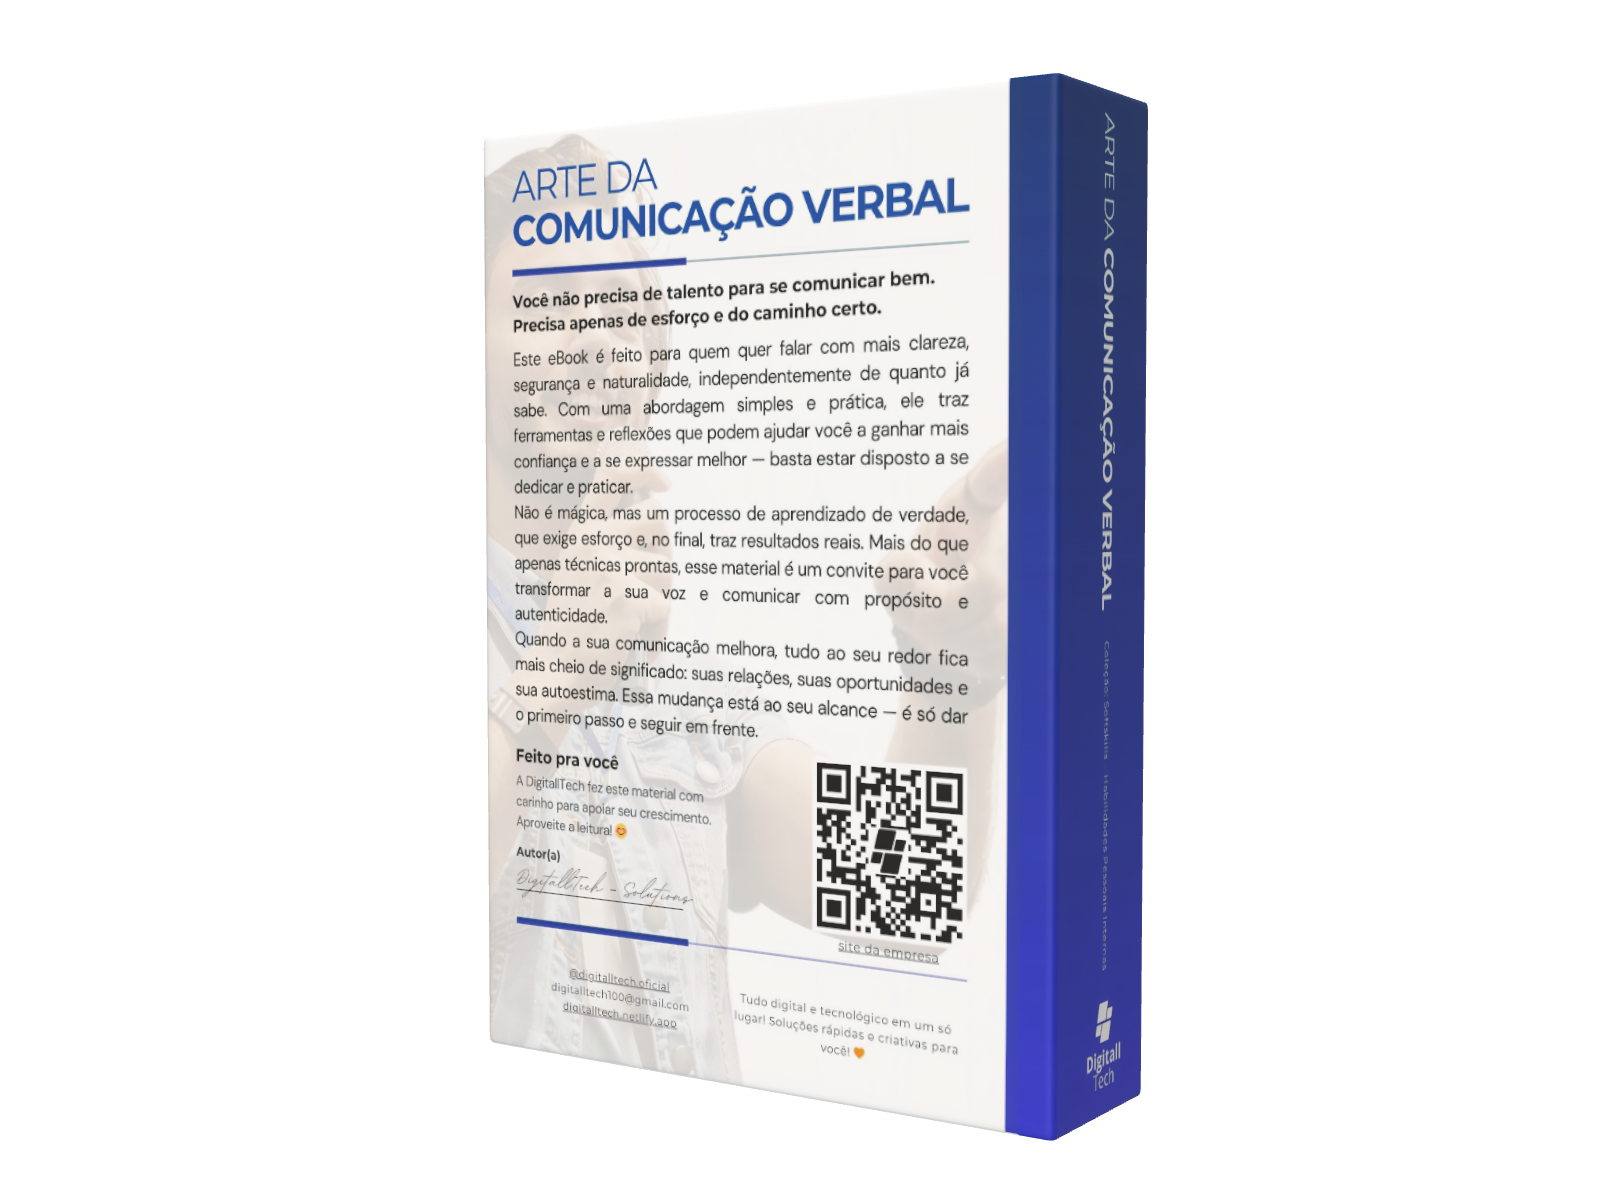 ARTE DA
COMUNICAÇÃO VERBAL
Você não precisa de talento para se comunicar bem.
Precisa apenas de esforço e do caminho certo.
Este eBook é feito para quem quer falar com mais clareza,
segurança e naturalidade, independentemente de quanto já
sabe. Com uma abordagem simples e prática, ele traz
ferramentas e reflexões que podem ajudar você a ganhar mais
confiança e a se expressar melhor — basta estar disposto a se
dedicar e praticar.
Não é mágica, mas um processo de aprendizado de verdade,
que exige esforço e, no final, traz resultados reais. Mais do que
apenas técnicas prontas, esse material é um convite para você
transformar a sua voz e comunicar com propósito e
autenticidade.
Quando a sua comunicação melhora, tudo ao seu redor fica
mais cheio de significado: suas relações, suas oportunidades e
sua autoestima. Essa mudança está ao seu alcance — é só dar
o primeiro passo e seguir em frente.
Feito pra você
A DigitallTech fez este material com
carinho para apoiar seu crescimento.
Aproveite a leitura! 😊
Autor(a)
DigitallTech - Solutions
site da empresa
@digitalltech.oficial
digitalltech100@gmail.com
digitalltech.netlify.app
Tudo digital e tecnológico em um só
lugar! Soluções rápidas e criativas para
você! 🧡
ARTE DA COMUNICAÇÃO VERBAL
Coleção: Softskills
Habilidades Pessoais Internas
Digitall
Tech